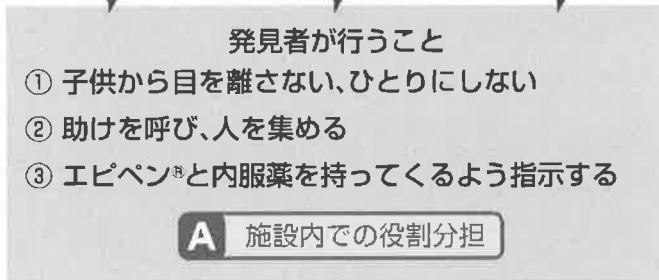 発見者が行うこと
① 子供から目を離さない、ひとりにしない
② 助けを呼び、人を集める
③ エピペン®と内服薬を持ってくるよう指示する
A 施設内での役割分担